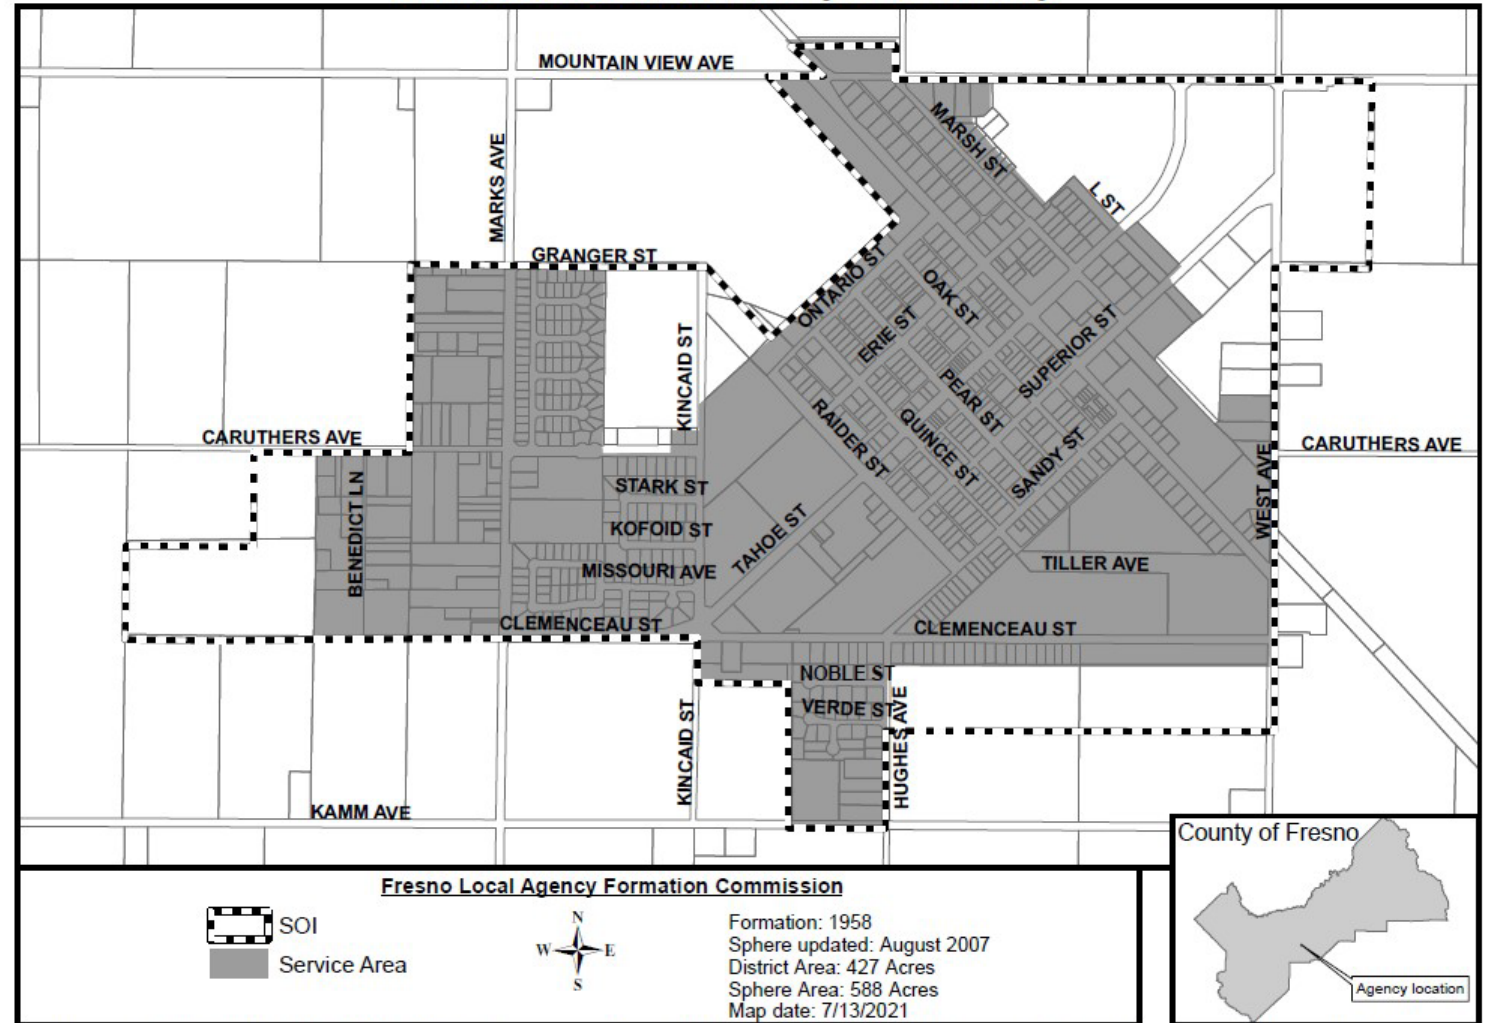 MOUNTAIN VIEW AVE
MARKS AVE
MARSH ST
L ST
GRANGER ST
ONTARIO ST
OAK ST
ERIE ST
SUPERIOR ST
KINCAID ST
PEAR ST
RAIDER ST
QUINCE ST
SANDY ST
CARUTHERS AVE
CARUTHERS AVE
WEST AVE
BENEDICT LN
STARK ST
KOFOID ST
TAHOE ST
MISSOURI AVE
TILLER AVE
CLEMENCEAU ST
CLEMENCEAU ST
NOBLE ST
VERDE ST
HUGHES AVE
KINCAID ST
KAMM AVE
County of Fresno
Agency location
Fresno Local Agency Formation Commission
SOI
Service Area
N
W E
S
Formation: 1958
Sphere updated: August 2007
District Area: 427 Acres
Sphere Area: 588 Acres
Map date: 7/13/2021